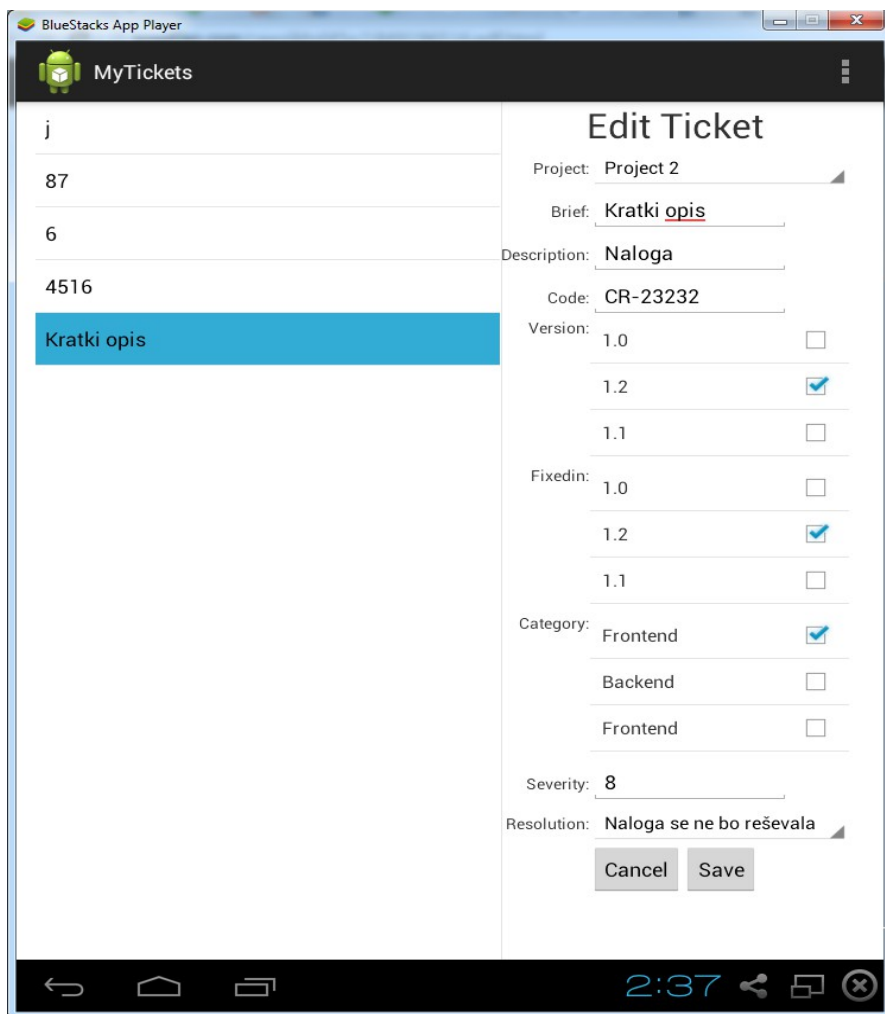 BlueStacks App Player
MyTickets
j
87
6
4516
Kratki opis
Edit Ticket
Project: Project 2
Brief: Kratki opis
Description: Naloga
Code: CR-23232
Version: 1.0
1.2
1.1
Fixedin: 1.0
1.2
1.1
Category: Frontend
Backend
Frontend
Severity: 8
Resolution: Naloga se ne bo reševala
Cancel Save
2:37